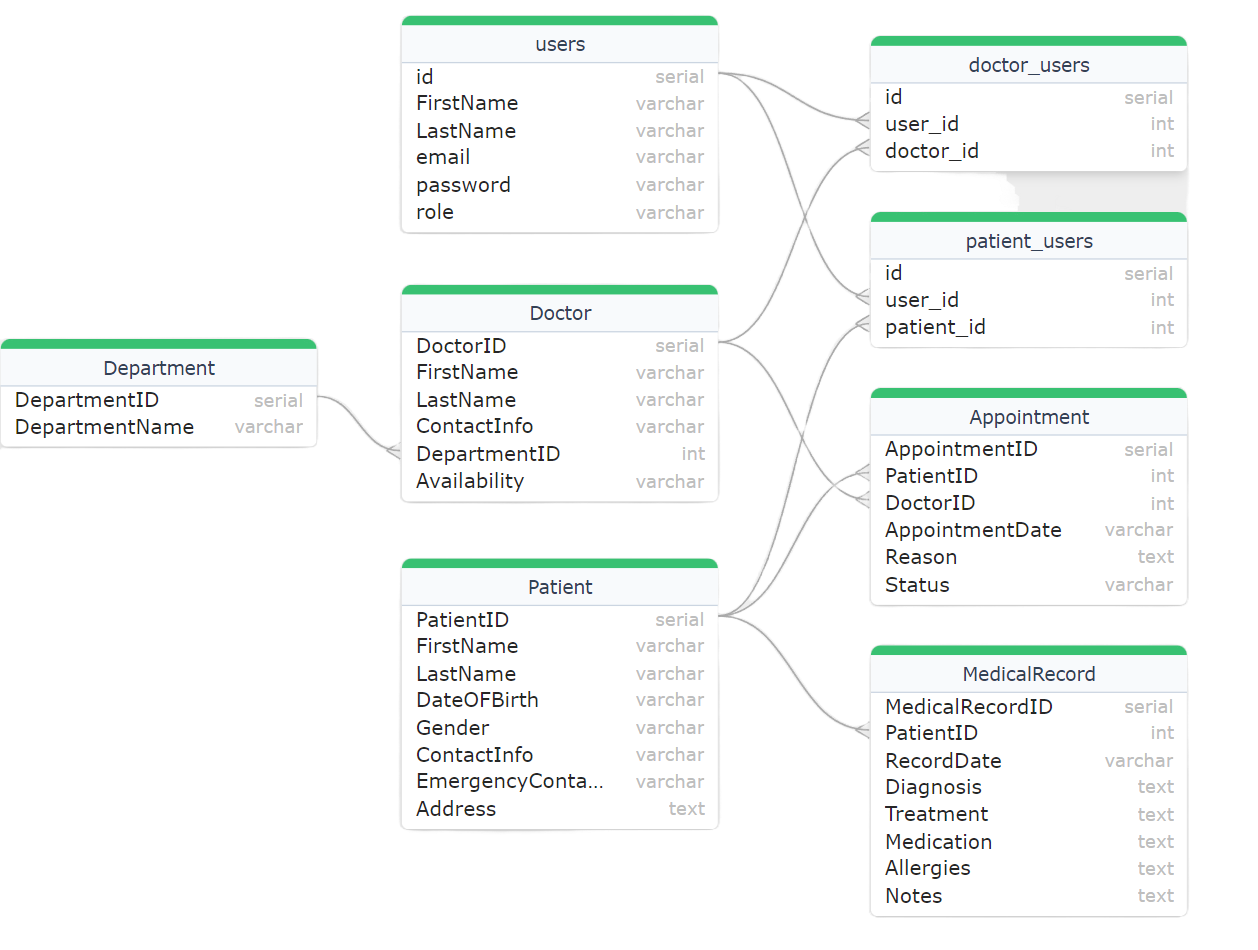 users
id serial
FirstName varchar
LastName varchar
email varchar
password varchar
role varchar
doctor_users
id serial
user_id int
doctor_id int
patient_users
id serial
user_id int
patient_id int
Doctor
DoctorID serial
FirstName varchar
LastName varchar
ContactInfo varchar
DepartmentID int
Availability varchar
Department
DepartmentID serial
DepartmentName varchar
Appointment
AppointmentID serial
PatientID int
DoctorID int
AppointmentDate varchar
Reason text
Status varchar
Patient
PatientID serial
FirstName varchar
LastName varchar
DateOFBirth varchar
Gender varchar
ContactInfo varchar
EmergencyConta... varchar
Address text
MedicalRecord
MedicalRecordID serial
PatientID int
RecordDate varchar
Diagnosis text
Treatment text
Medication text
Allergies text
Notes text